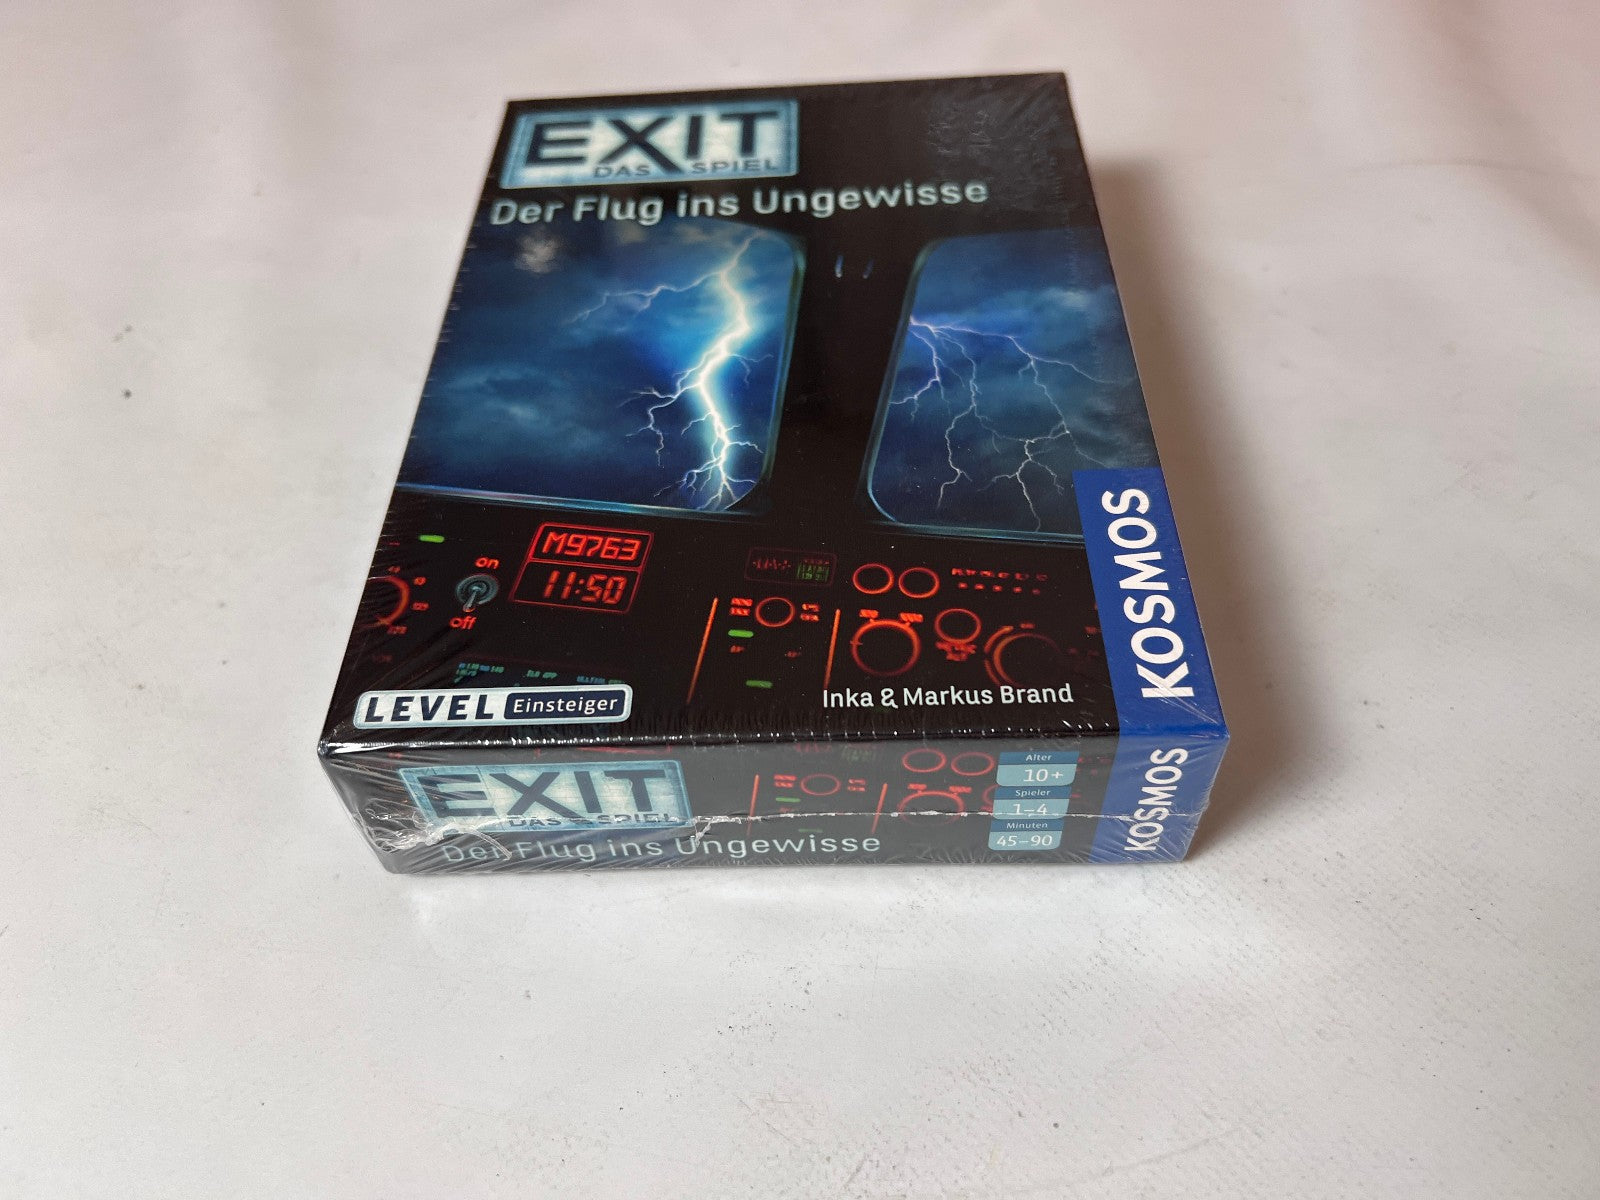 EXIT
DAS SPIEL
Der Flug ins Ungewisse
M9763
11:50
on
off
LEVEL Einsteiger
Inka & Markus Brand
KOSMOS
EXIT
DAS SPIEL
Der Flug ins Ungewisse
Alter
10+
Spieler
1–4
Minuten
45–90
KOSMOS